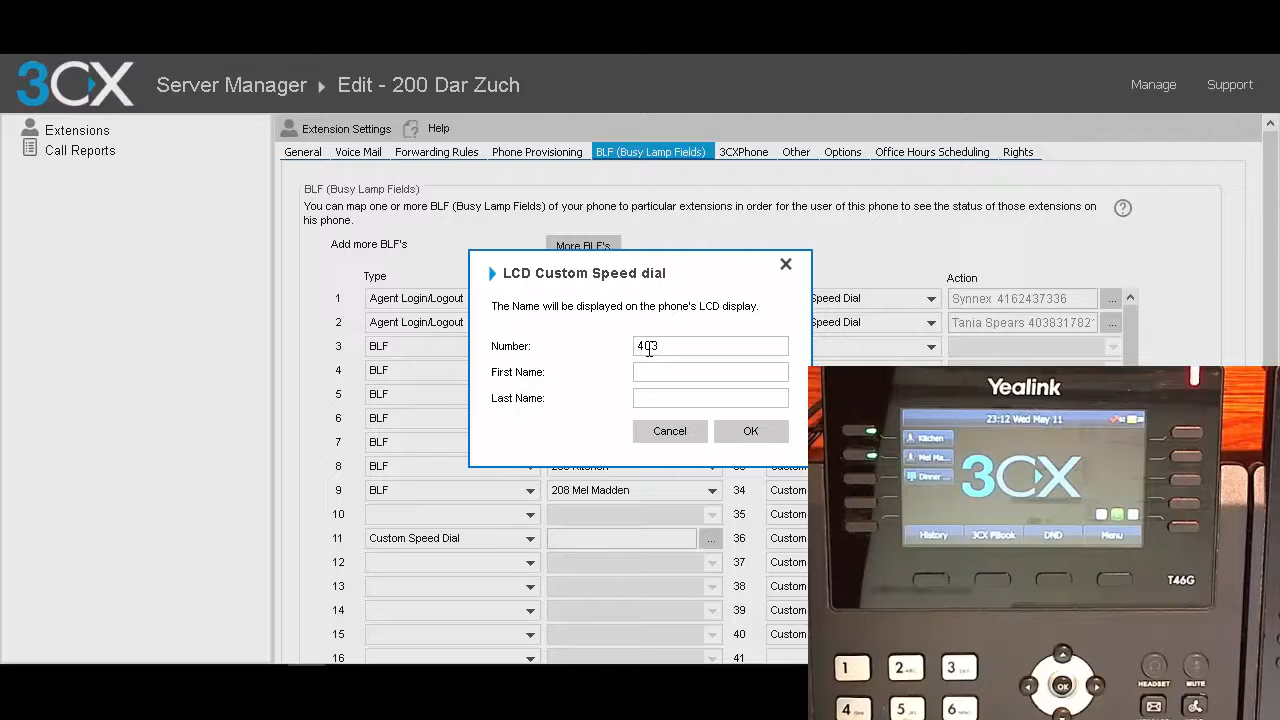 3CX Server Manager ▸ Edit - 200 Dar Zuch Manage Support
Extensions
Call Reports
Extension Settings Help
General Voice Mail Forwarding Rules Phone Provisioning BLF (Busy Lamp Fields) 3CXPhone Other Options Office Hours Scheduling Rights
BLF (Busy Lamp Fields)
You can map one or more BLF (Busy Lamp Fields) of your phone to particular extensions in order for the user of this phone to see the status of those extensions on
his phone.
Add more BLF's More BLF's
Type Action
1 Agent Login/Logout Speed Dial Synnex 4162437336 ...
2 Agent Login/Logout Speed Dial Tania Spears 403831782 ...
3 BLF
4 BLF
5 BLF
6 BLF
7 BLF
8 BLF Kitchen Custom
9 BLF 208 Mel Madden 34 Custom
10 35 Custom
11 Custom Speed Dial ... 36 Custom
12 37 Custom
13 38 Custom
14 39 Custom
15 40 Custom
16 41
LCD Custom Speed dial
The Name will be displayed on the phone's LCD display.
Number: 403
First Name:
Last Name:
Cancel OK
Yealink
23:12 Wed May 11
Kitchen
Mel Ma...
Dinner ...
3CX
History 3CX PBook DND Menu
T46G
1 2 ABC 3 DEF
OK
HEADSET MUTE
4 5 6